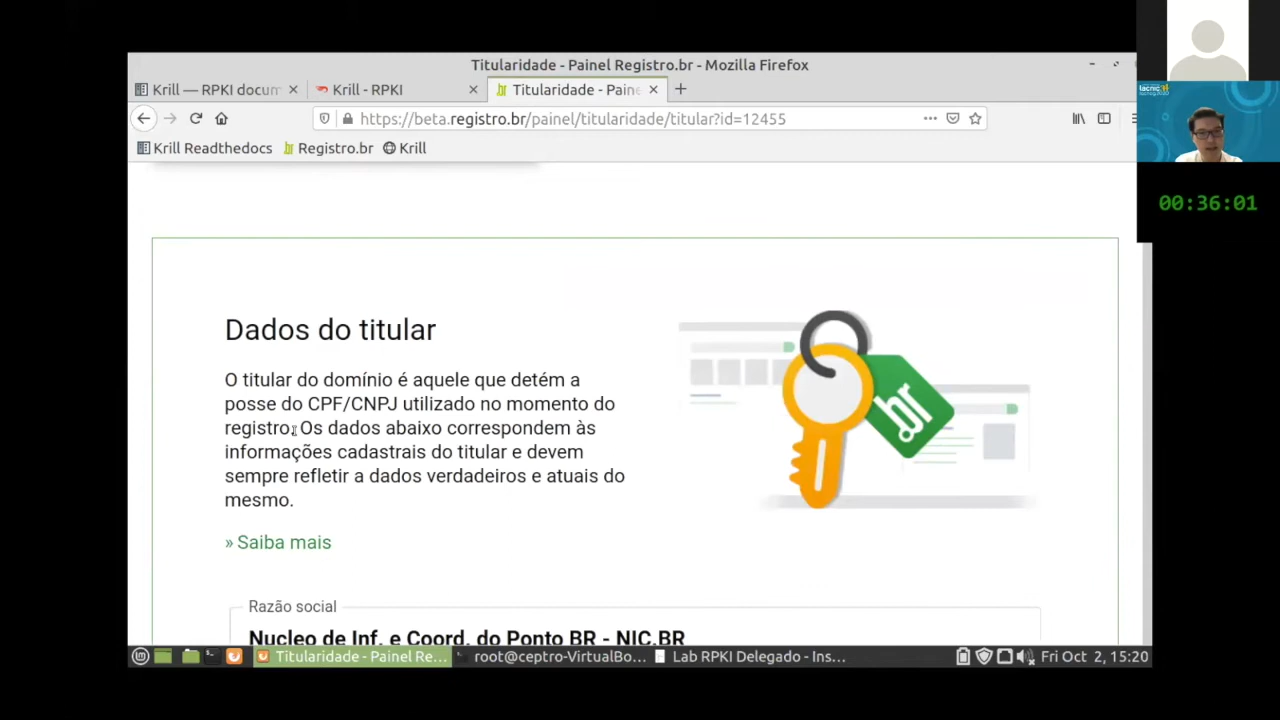 Titularidade - Painel Registro.br - Mozilla Firefox
Krill — RPKI docum
Krill - RPKI
Titularidade - Paine
https://beta.registro.br/painel/titularidade/titular?id=12455
Krill Readthedocs
Registro.br
Krill
lacnic
00:36:01
Dados do titular
O titular do domínio é aquele que detém a
posse do CPF/CNPJ utilizado no momento do
registro. Os dados abaixo correspondem às
informações cadastrais do titular e devem
sempre refletir a dados verdadeiros e atuais do
mesmo.
» Saiba mais
br
Razão social
Nucleo de Inf. e Coord. do Ponto BR - NIC.BR
Titularidade - Painel Re...
root@ceptro-VirtualBo...
Lab RPKI Delegado - Ins...
Fri Oct 2, 15:20